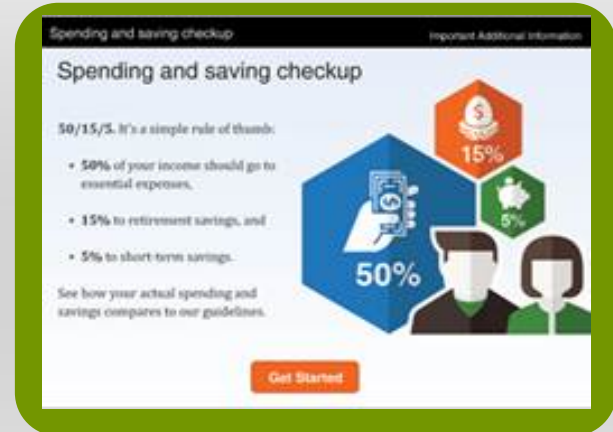 Spending and saving checkup
Important Additional Information
Spending and saving checkup
50/15/5. It's a simple rule of thumb:
• 50% of your income should go to
essential expenses,
• 15% to retirement savings, and
• 5% to short-term savings.
See how your actual spending and
savings compares to our guidelines.
$
15%
5%
$
50%
Get Started